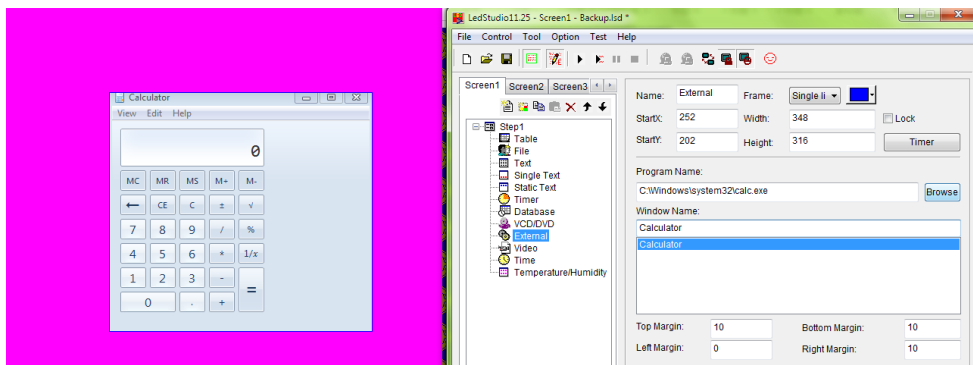 Calculator
View Edit Help
0
MC MR MS M+ M-
← CE C ± √
7 8 9 / %
4 5 6 * 1/x
1 2 3 - =
0 . +
LedStudio11.25 - Screen1 - Backup.lsd *
File Control Tool Option Test Help
Screen1 Screen2 Screen3
Step1
Table
File
Text
Single Text
Static Text
Timer
Database
VCD/DVD
External
Video
Time
Temperature/Humidity
Name: External Frame: Single li
StartX: 252 Width: 348 Lock
StartY: 202 Height: 316 Timer
Program Name:
C:\Windows\system32\calc.exe Browse
Window Name:
Calculator
Calculator
Top Margin: 10 Bottom Margin: 10
Left Margin: 0 Right Margin: 10